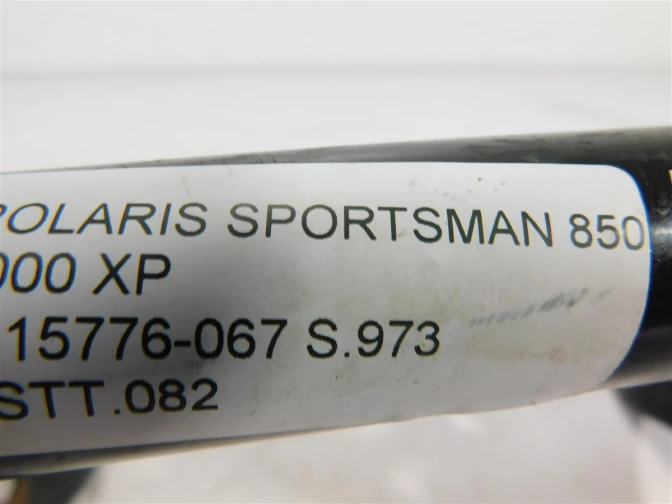 POLARIS SPORTSMAN 850
000 XP
15776-067 S.973
STT.082